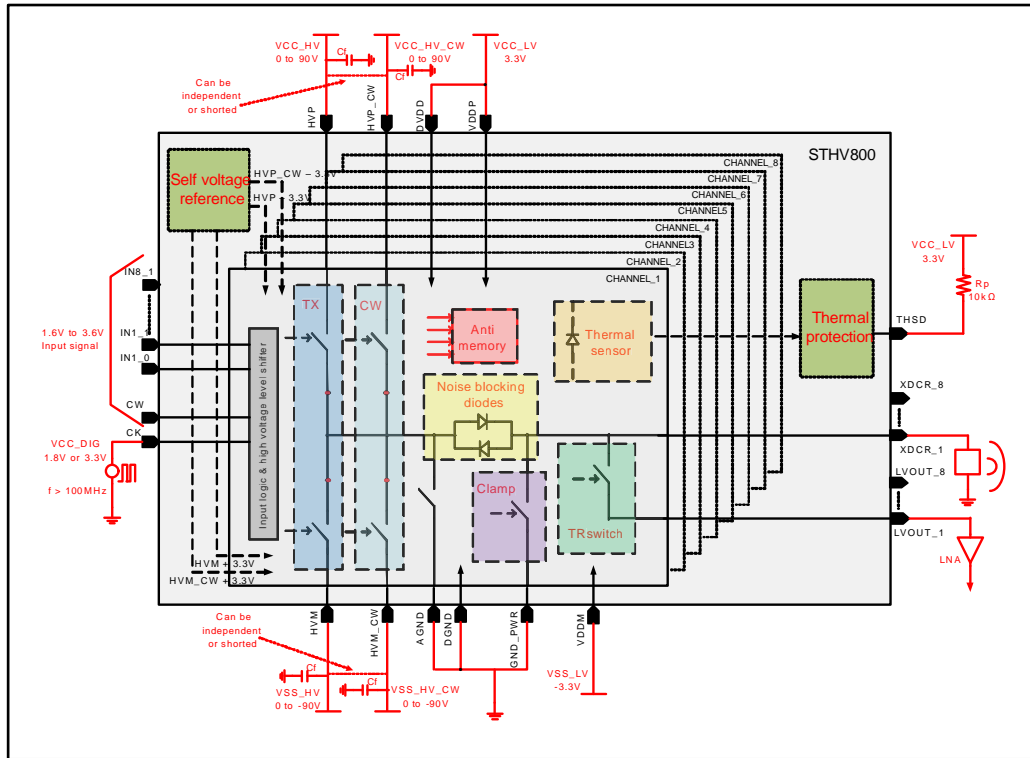 VCC_HV
0 to 90V
Cf
VCC_HV_CW
0 to 90V
Cf
VCC_LV
3.3V
Can be
independent
or shorted
HVP
HVP_CW
DVDD
VDDP
STHV800
Self voltage
reference
HVP_CW – 3.3V
HVP – 3.3V
CHANNEL_8
CHANNEL_7
CHANNEL_6
CHANNEL5
CHANNEL_4
CHANNEL3
CHANNEL_2
CHANNEL_1
VCC_LV
3.3V
Rp
10kΩ
IN8_1
1.6V to 3.6V
Input signal
IN1_1
IN1_0
CW
CK
VCC_DIG
1.8V or 3.3V
f > 100MHz
Input logic & high voltage level shifter
TX
CW
Anti
memory
Thermal
sensor
Thermal
protection
THSD
Noise blocking
diodes
Clamp
TRswitch
XDCR_8
XDCR_1
LVOUT_8
LVOUT_1
LNA
HVM + 3.3V
HVM_CW + 3.3V
HVM
HVM_CW
AGND
DGND
GND_PWR
VDDM
Can be
independent
or shorted
Cf
VSS_HV
0 to -90V
Cf
VSS_HV_CW
0 to -90V
VSS_LV
-3.3V